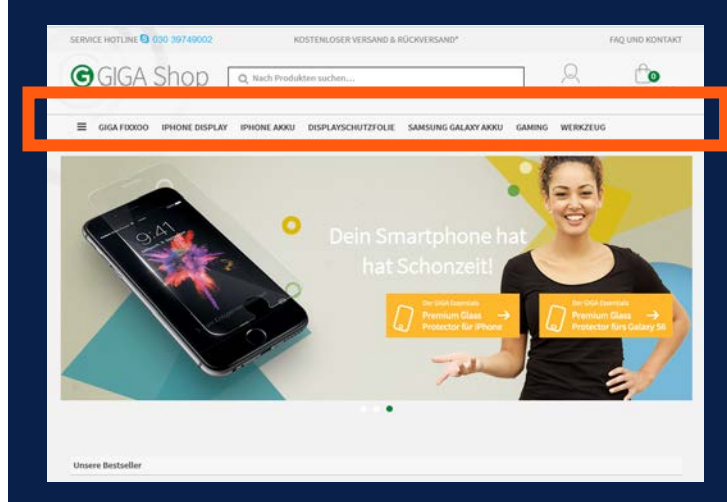 SERVICE HOTLINE 030 39749002
KOSTENLOSER VERSAND & RÜCKVERSAND*
FAQ UND KONTAKT
G GIGA Shop
Nach Produkten suchen...
0
GIGA FIXXOO IPHONE DISPLAY IPHONE AKKU DISPLAYSCHUTZFOLIE SAMSUNG GALAXY AKKU GAMING WERKZEUG
9:41
Dein Smartphone hat
hat Schonzeit!
Der GIGA Essentials
Premium Glass
Protector für iPhone
Der GIGA Essentials
Premium Glass
Protector fürs Galaxy S6
Unsere Bestseller